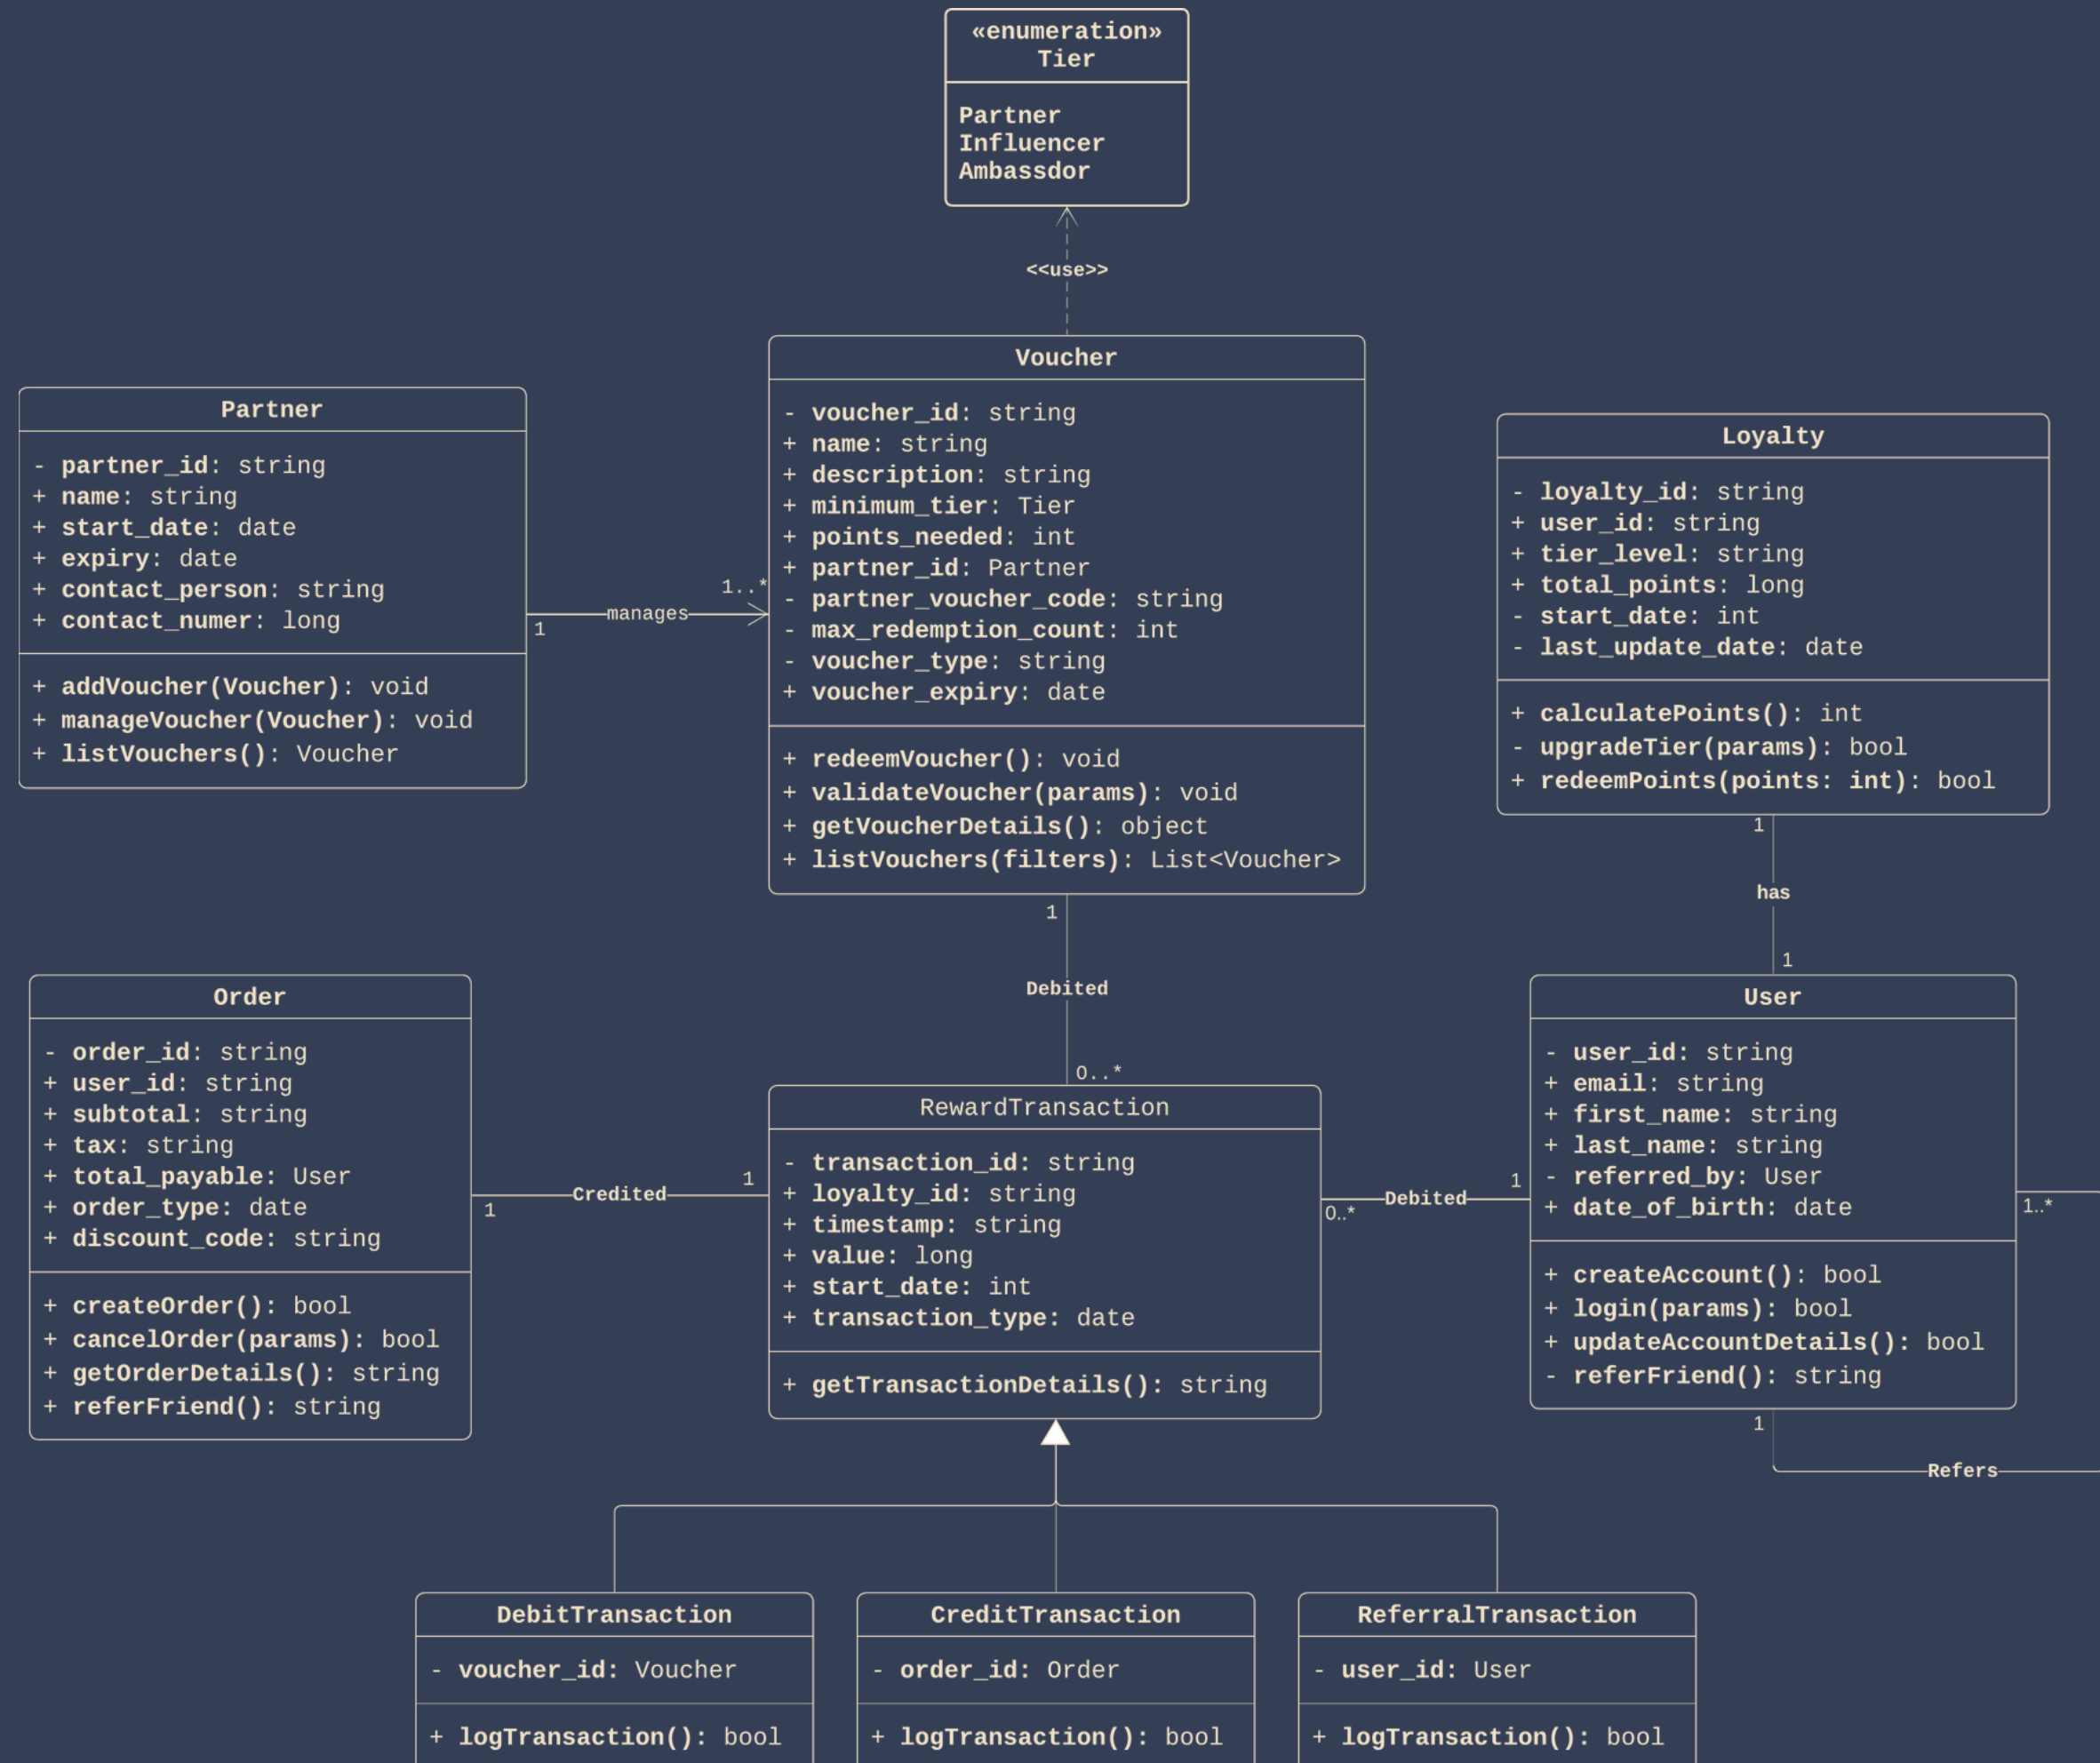 «enumeration»
Tier
Partner
Influencer
Ambassdor
<<use>>
Partner
- partner_id: string
+ name: string
+ start_date: date
+ expiry: date
+ contact_person: string
+ contact_numer: long
+ addVoucher(Voucher): void
+ manageVoucher(Voucher): void
+ listVouchers(): Voucher
1
manages
1..*
Voucher
- voucher_id: string
+ name: string
+ description: string
+ minimum_tier: Tier
+ points_needed: int
+ partner_id: Partner
- partner_voucher_code: string
- max_redemption_count: int
- voucher_type: string
+ voucher_expiry: date
+ redeemVoucher(): void
+ validateVoucher(params): void
+ getVoucherDetails(): object
+ listVouchers(filters): List<Voucher>
Loyalty
- loyalty_id: string
+ user_id: string
+ tier_level: string
+ total_points: long
- start_date: int
- last_update_date: date
+ calculatePoints(): int
- upgradeTier(params): bool
+ redeemPoints(points: int): bool
1
has
1
1
Debited
0..*
Order
- order_id: string
+ user_id: string
+ subtotal: string
+ tax: string
+ total_payable: User
+ order_type: date
+ discount_code: string
+ createOrder(): bool
+ cancelOrder(params): bool
+ getOrderDetails(): string
+ referFriend(): string
1
Credited
1
RewardTransaction
- transaction_id: string
+ loyalty_id: string
+ timestamp: string
+ value: long
+ start_date: int
+ transaction_type: date
+ getTransactionDetails(): string
0..*
Debited
1
User
- user_id: string
+ email: string
+ first_name: string
+ last_name: string
- referred_by: User
+ date_of_birth: date
+ createAccount(): bool
+ login(params): bool
+ updateAccountDetails(): bool
- referFriend(): string
1..*
1
Refers
DebitTransaction
- voucher_id: Voucher
+ logTransaction(): bool
CreditTransaction
- order_id: Order
+ logTransaction(): bool
ReferralTransaction
- user_id: User
+ logTransaction(): bool